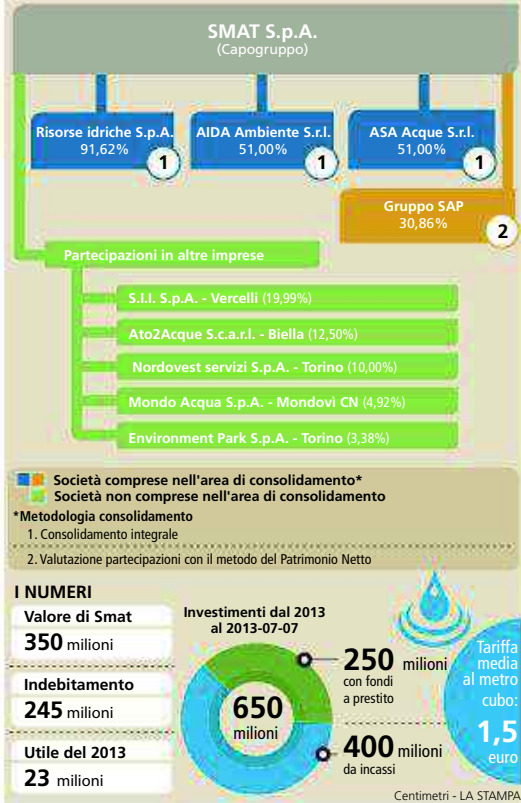 SMAT S.p.A.
(Capogruppo)
Risorse idriche S.p.A.
91,62%
1
AIDA Ambiente S.r.l.
51,00%
1
ASA Acque S.r.l.
51,00%
1
Gruppo SAP
30,86%
2
Partecipazioni in altre imprese
S.I.I. S.p.A. - Vercelli (19,99%)
Ato2Acque S.c.a.r.l. - Biella (12,50%)
Nordovest servizi S.p.A. - Torino (10,00%)
Mondo Acqua S.p.A. - Mondovì CN (4,92%)
Environment Park S.p.A. - Torino (3,38%)
Società comprese nell'area di consolidamento*
Società non comprese nell'area di consolidamento
*Metodologia consolidamento
1. Consolidamento integrale
2. Valutazione partecipazioni con il metodo del Patrimonio Netto
I NUMERI
Valore di Smat
350 milioni
Indebitamento
245 milioni
Utile del 2013
23 milioni
Investimenti dal 2013
al 2013-07-07
650
milioni
250 milioni
con fondi
a prestito
400 milioni
da incassi
Tariffa
media
al metro
cubo:
1,5
euro
Centimetri - LA STAMPA